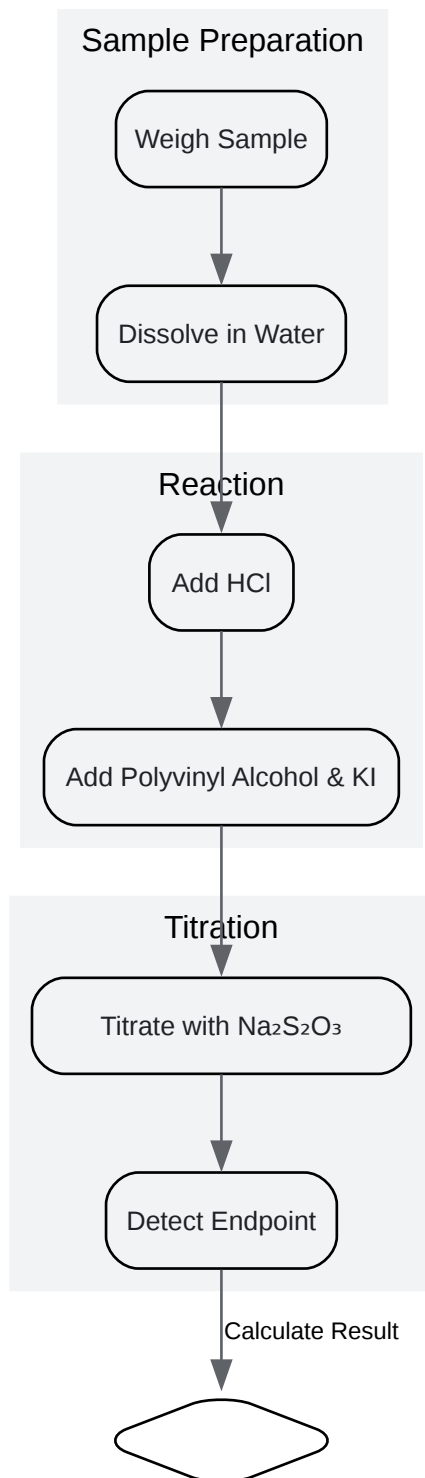 Sample Preparation
Weigh Sample
Dissolve in Water
Reaction
Add HCl
Add Polyvinyl Alcohol & KI
Titration
Titrate with Na₂S₂O₃
Detect Endpoint
Calculate Result